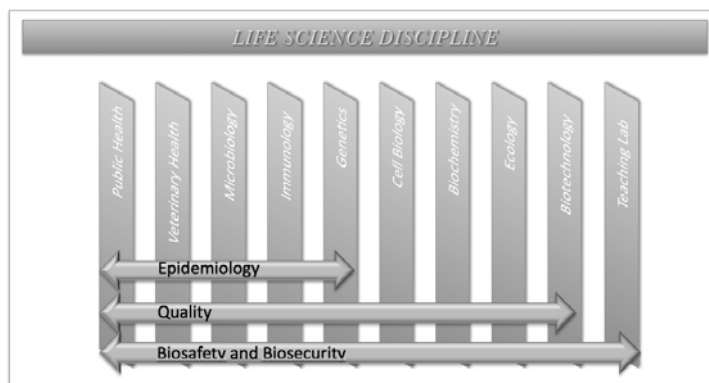 LIFE SCIENCE DISCIPLINE
Public Health
Veterinary Health
Microbiology
Immunology
Genetics
Cell Biology
Biochemistry
Ecology
Biotechnology
Teaching Lab
Epidemiology
Quality
Biosafety and Biosecurity